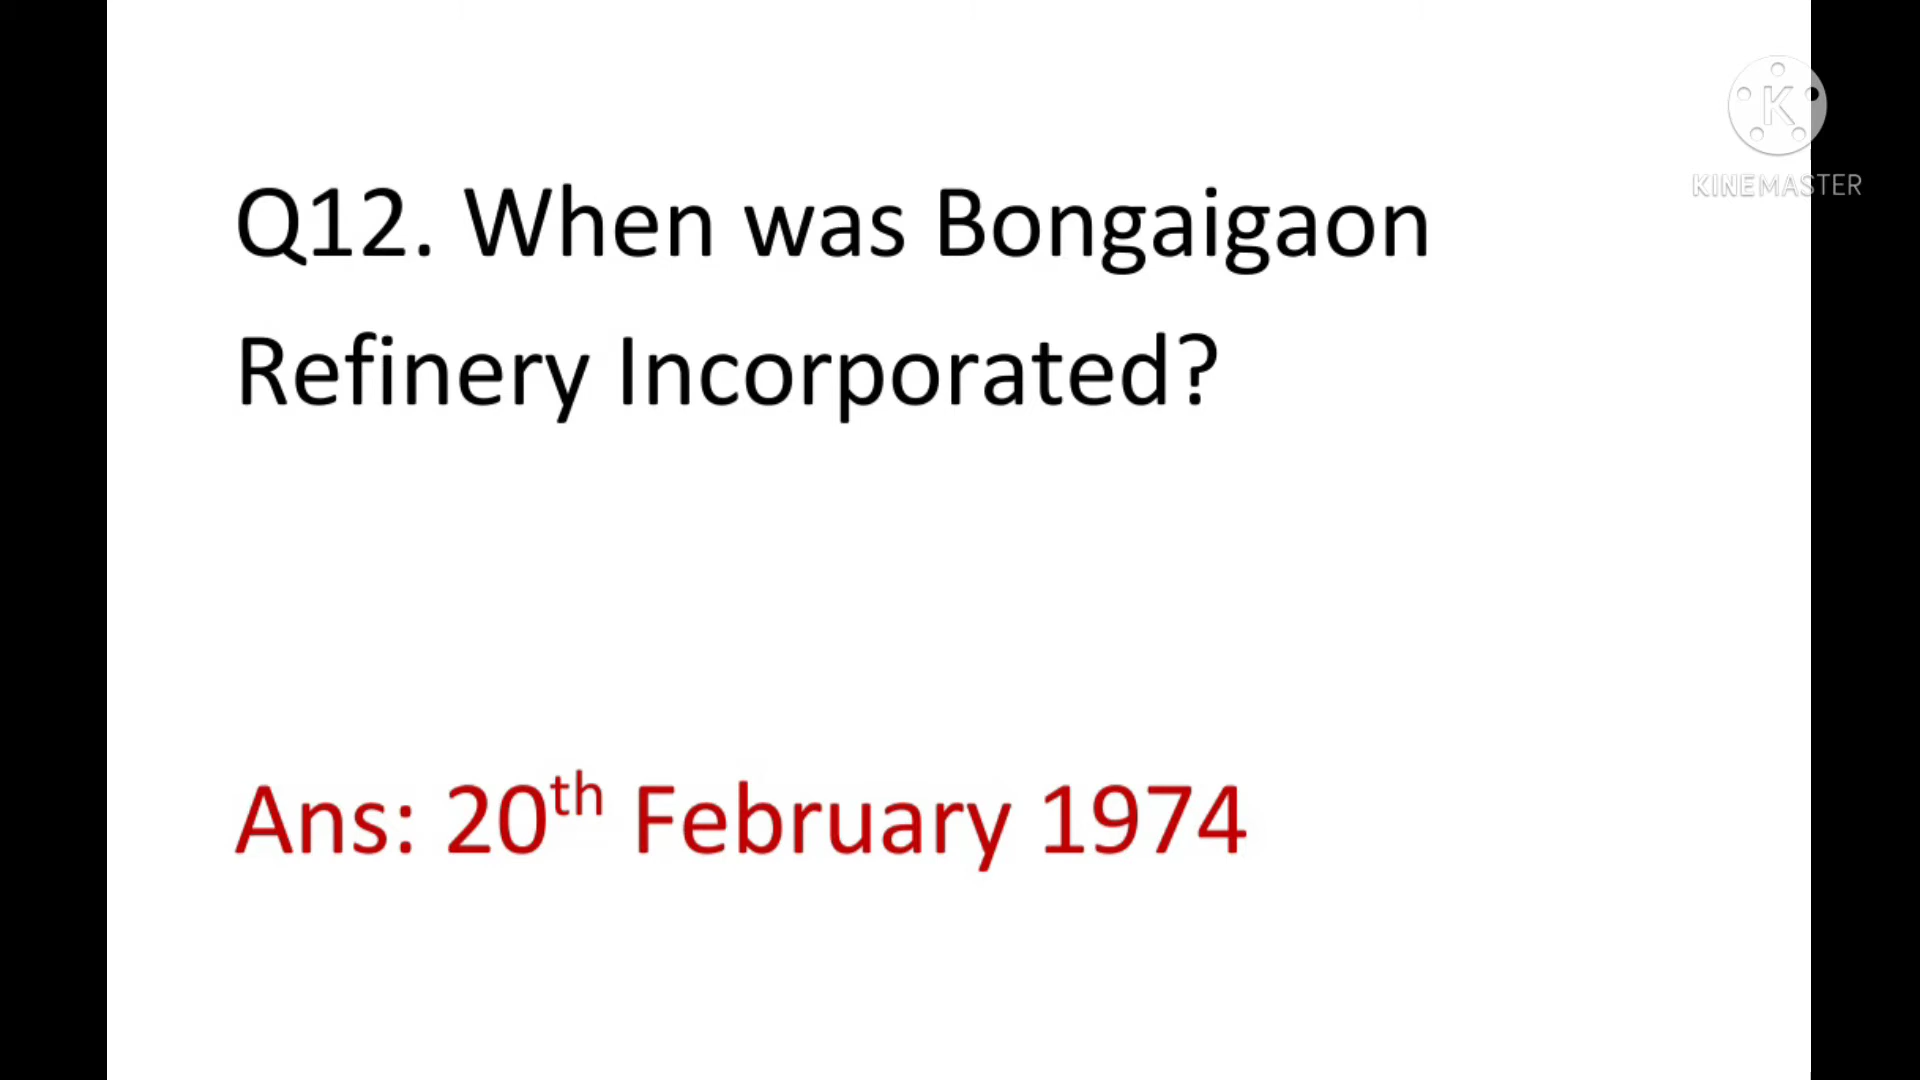 K
KINEMASTER
Q12. When was Bongaigaon
Refinery Incorporated?
Ans: 20th February 1974